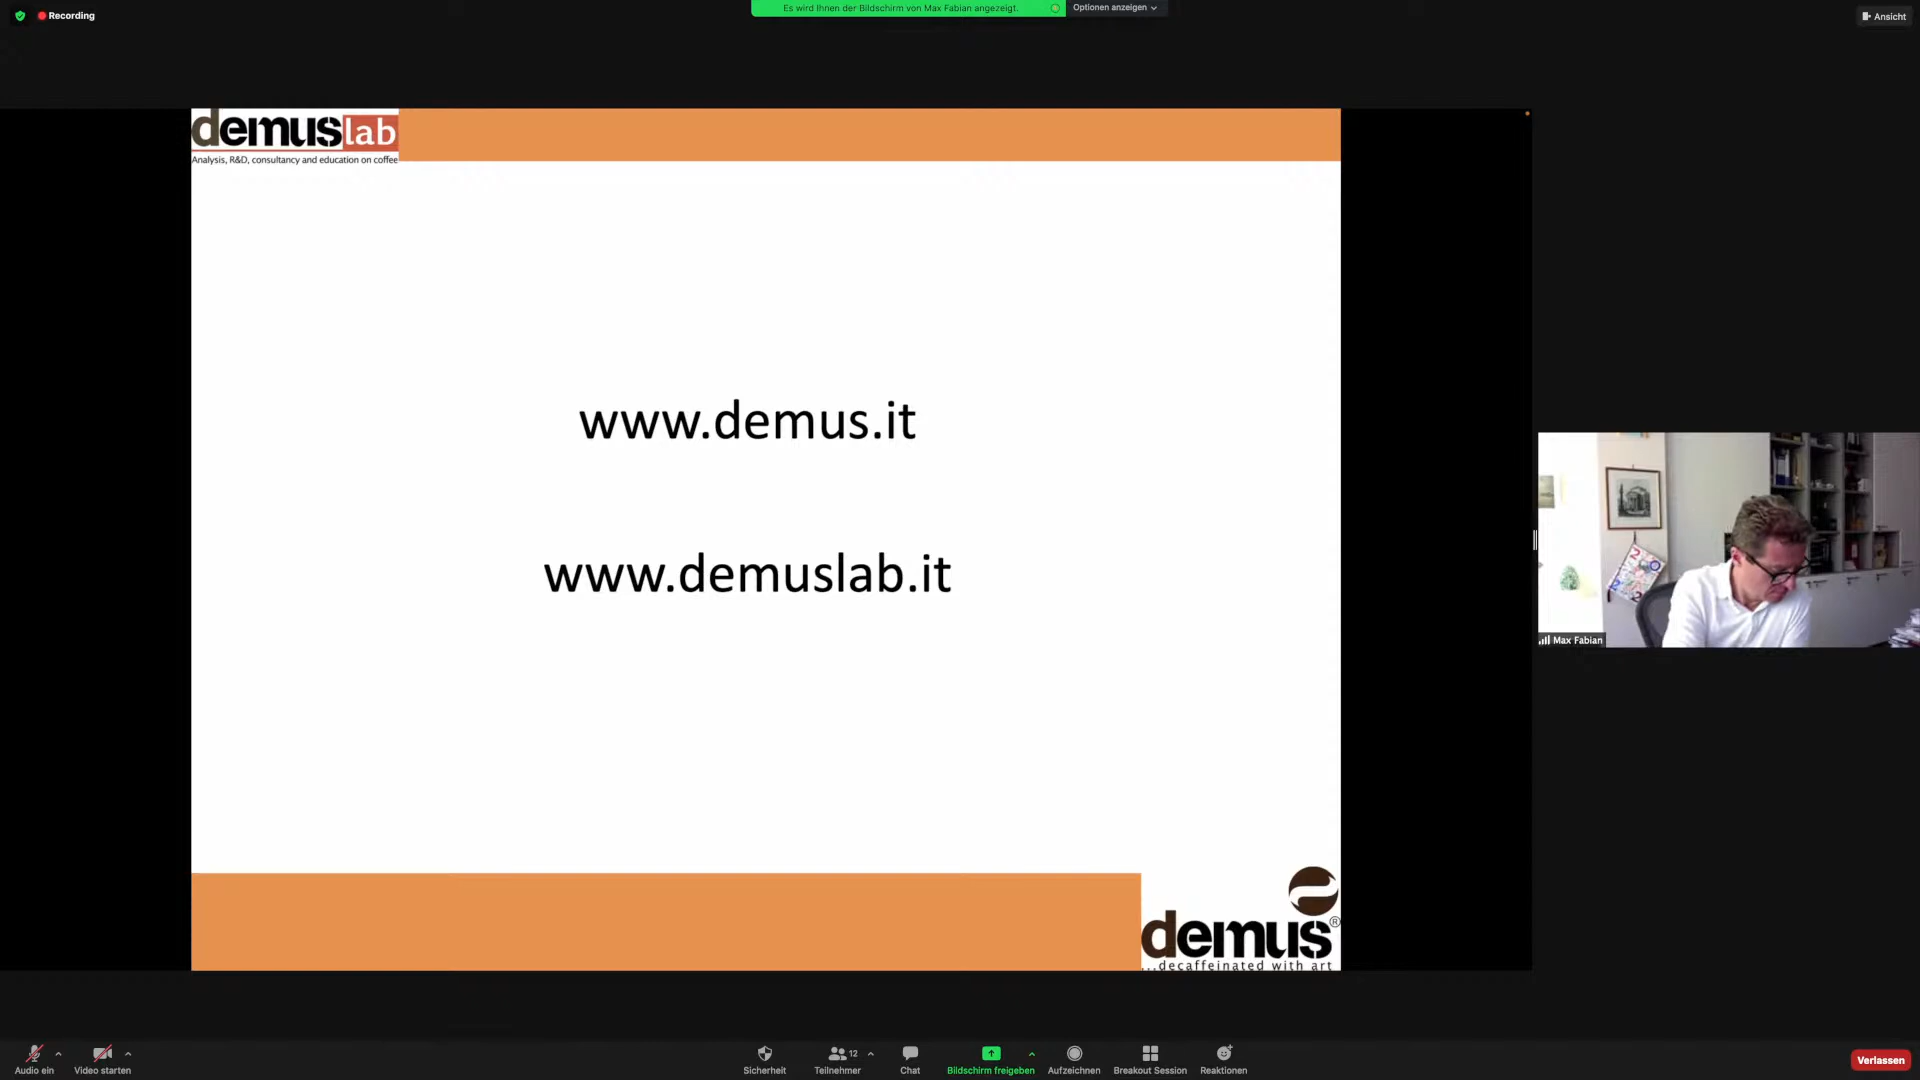 Recording
Es wird Ihnen der Bildschirm von Max Fabian angezeigt.
Optionen anzeigen
Ansicht
demuslab
Analysis, R&D, consultancy and education on coffee
www.demus.it
www.demuslab.it
Max Fabian
demus®
...decaffeinated with art
Audio ein
Video starten
Sicherheit
12
Teilnehmer
Chat
Bildschirm freigeben
Aufzeichnen
Breakout Session
Reaktionen
Verlassen